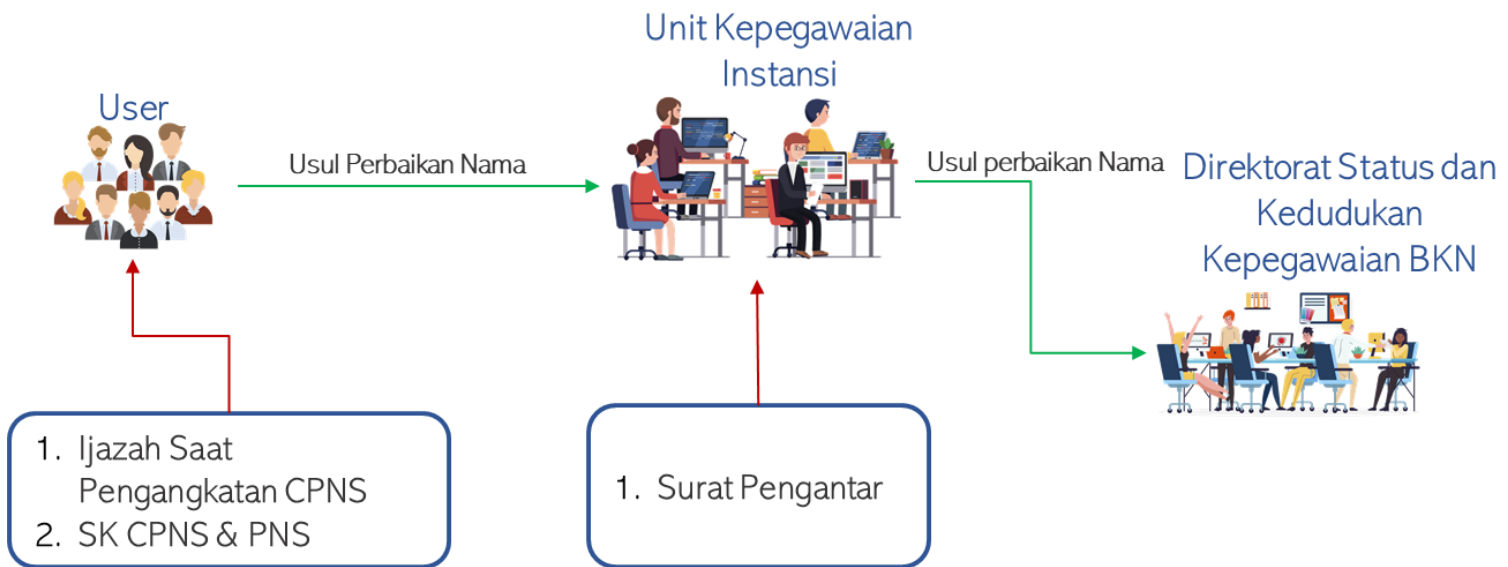 Unit Kepegawaian
Instansi
User
Usul Perbaikan Nama
Usul perbaikan Nama
Direktorat Status dan
Kedudukan
Kepegawaian BKN
1. Ijazah Saat
Pengangkatan CPNS
2. SK CPNS & PNS
1. Surat Pengantar